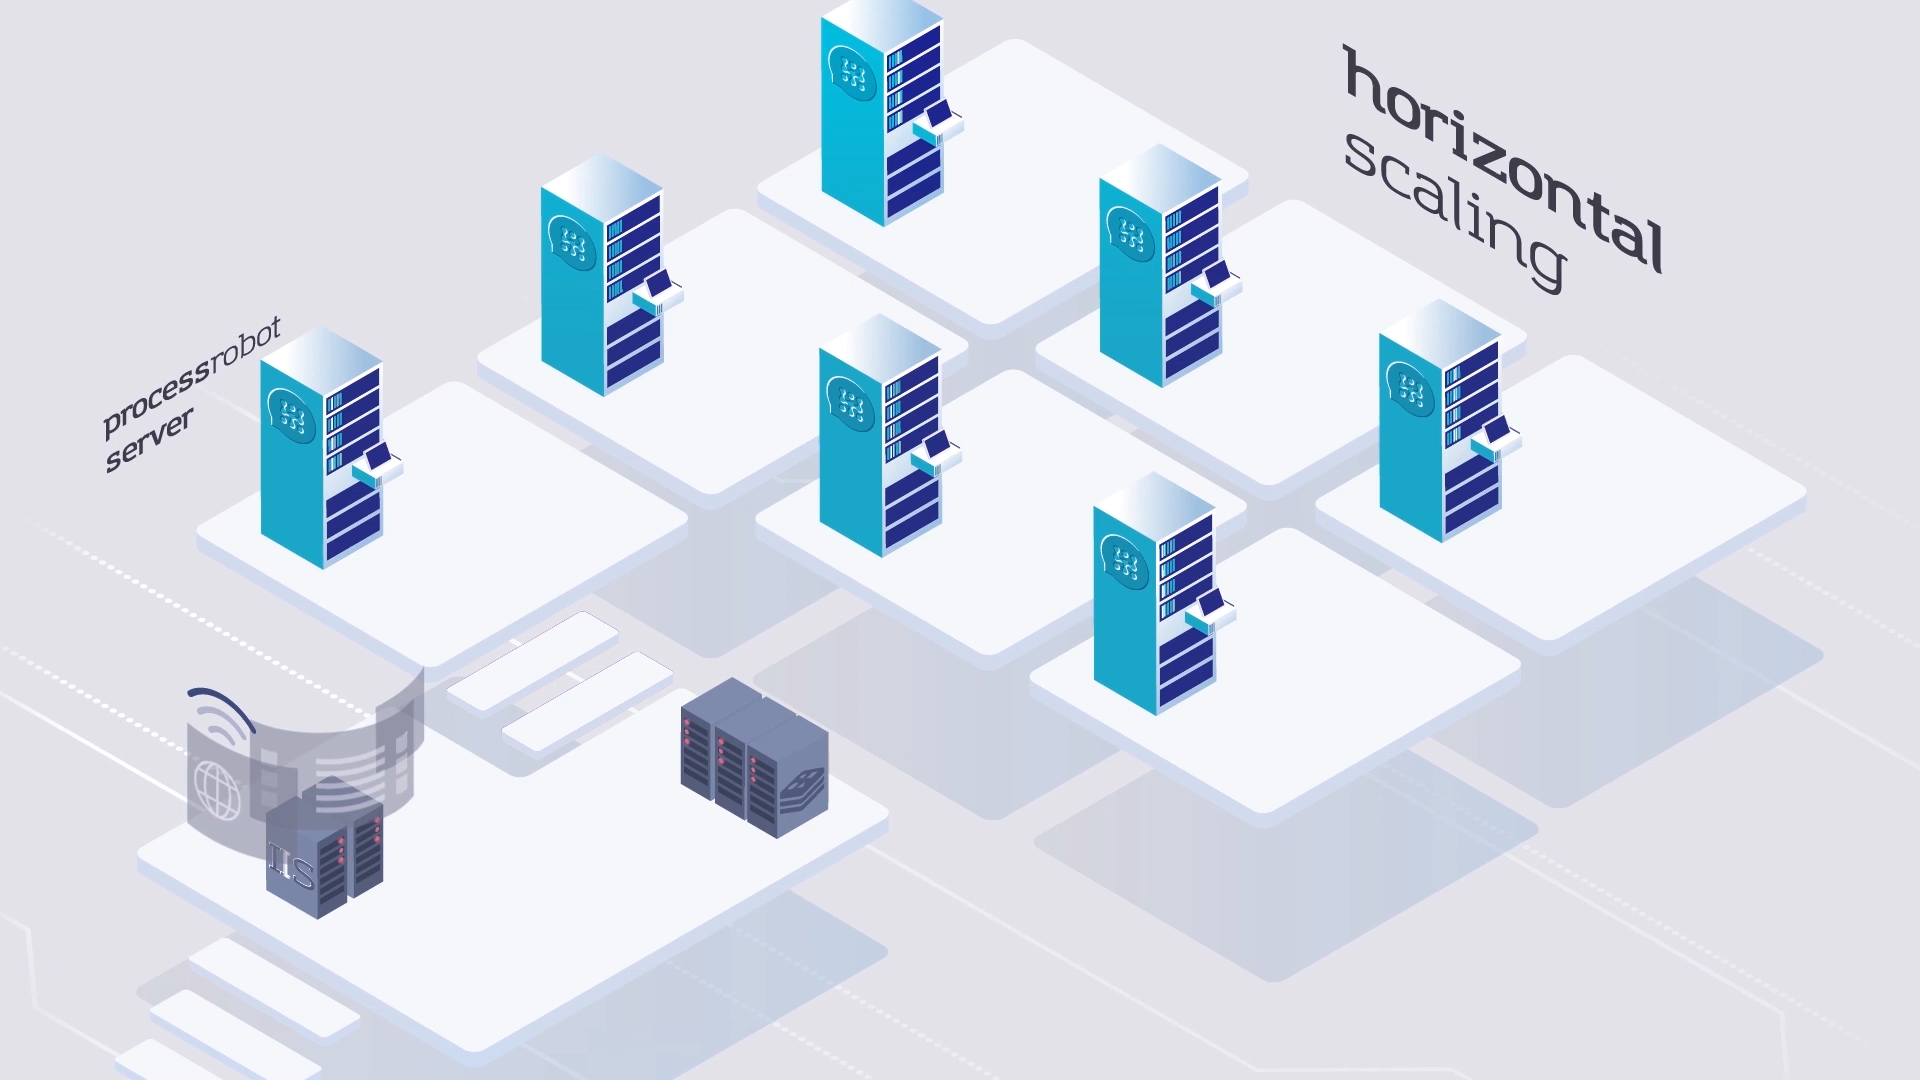 horizontal
scaling
processrobot
server
IIS